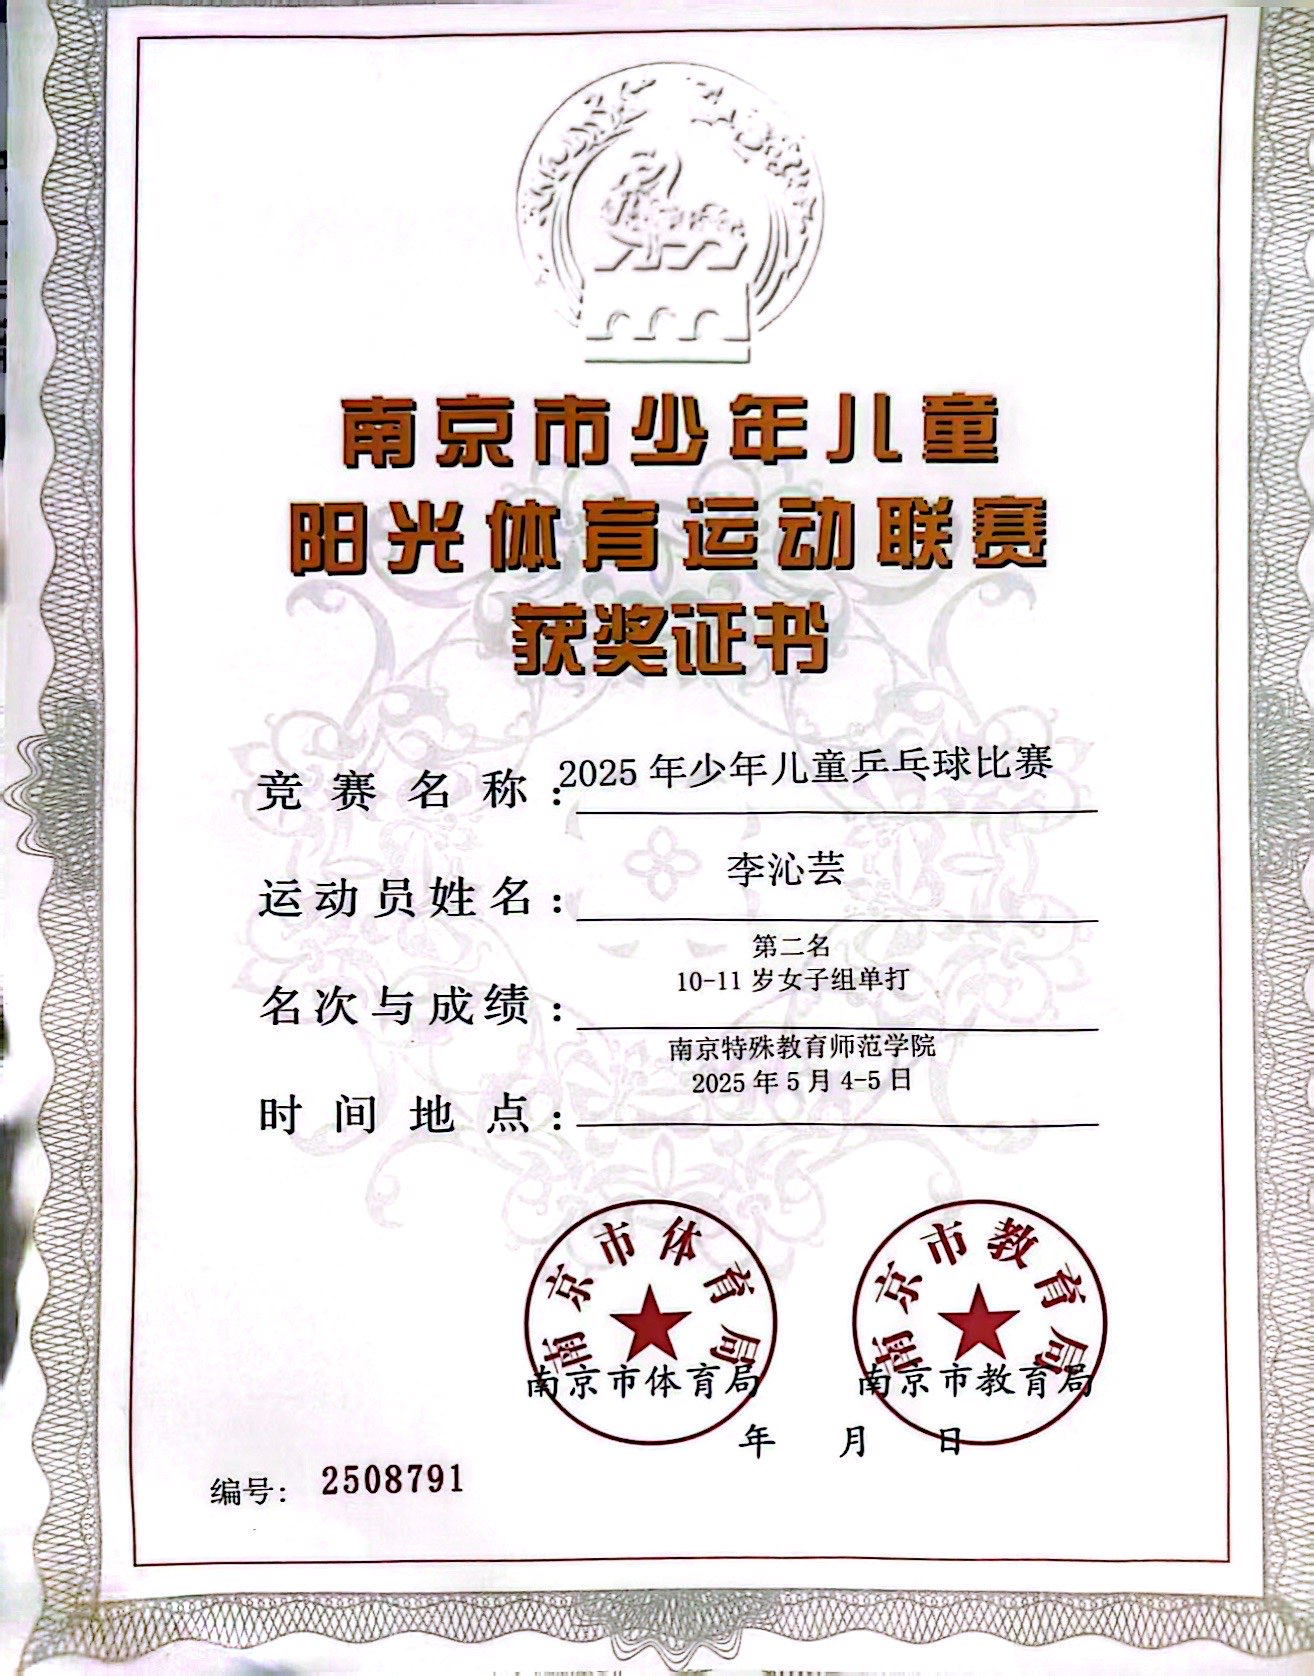 南京市少年儿童
阳光体育运动联赛
获奖证书
竞赛名称：2025年少年儿童乒乓球比赛
运动员姓名：李沁芸
第二名
名次与成绩：10-11岁女子组单打
南京特殊教育师范学院
时间地点：2025年5月4-5日
南京市体育局
南京市教育局
南京市体育局 南京市教育局
年 月 日
编号：2508791